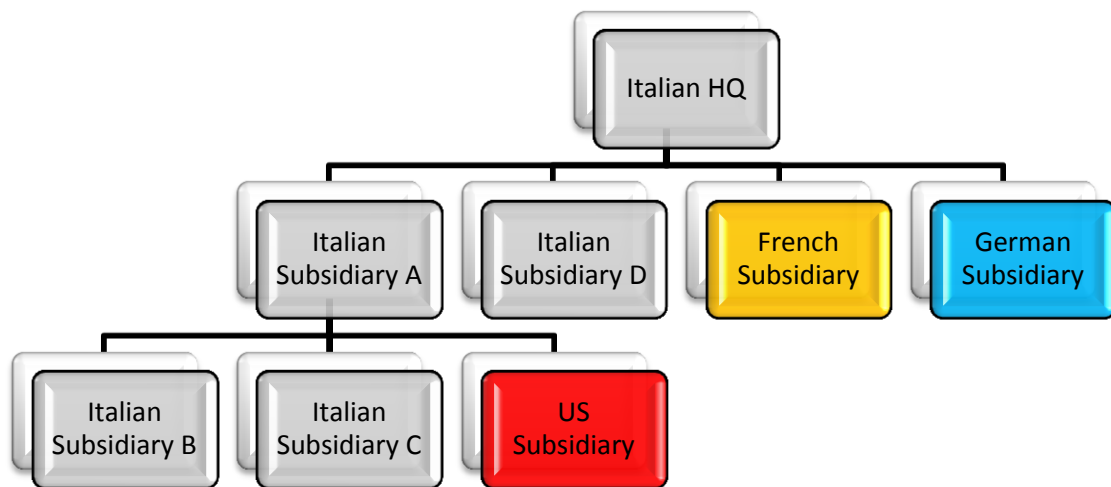 Italian HQ
Italian
Subsidiary A
Italian
Subsidiary D
French
Subsidiary
German
Subsidiary
Italian
Subsidiary B
Italian
Subsidiary C
US
Subsidiary